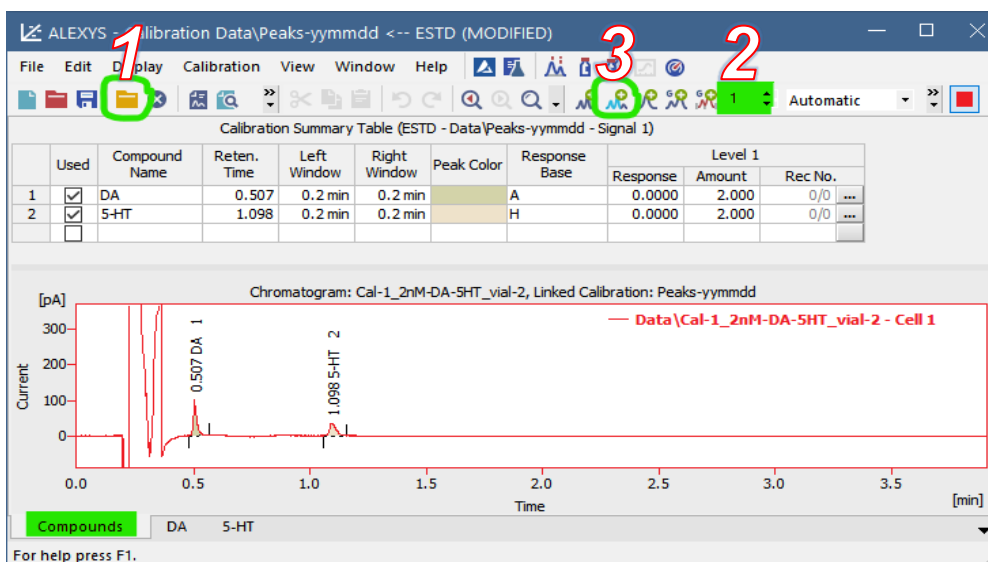 ALEXYS - Calibration Data\Peaks-yymmdd <-- ESTD (MODIFIED)
File Edit Display Calibration View Window Help
1 3 2
1 Automatic
Calibration Summary Table (ESTD - Data\Peaks-yymmdd - Signal 1)
Used Compound Name Reten. Time Left Window Right Window Peak Color Response Base Level 1
Response Amount Rec No.
1 DA 0.507 0.2 min 0.2 min A 0.0000 2.000 0/0 ...
2 5-HT 1.098 0.2 min 0.2 min H 0.0000 2.000 0/0 ...
Chromatogram: Cal-1_2nM-DA-5HT_vial-2, Linked Calibration: Peaks-yymmdd
[pA]
Data\Cal-1_2nM-DA-5HT_vial-2 - Cell 1
300
200
100
0
Current
0.507 DA 1
1.098 5-HT 2
0.0 0.5 1.0 1.5 2.0 2.5 3.0 3.5
Time
[min]
Compounds DA 5-HT
For help press F1.